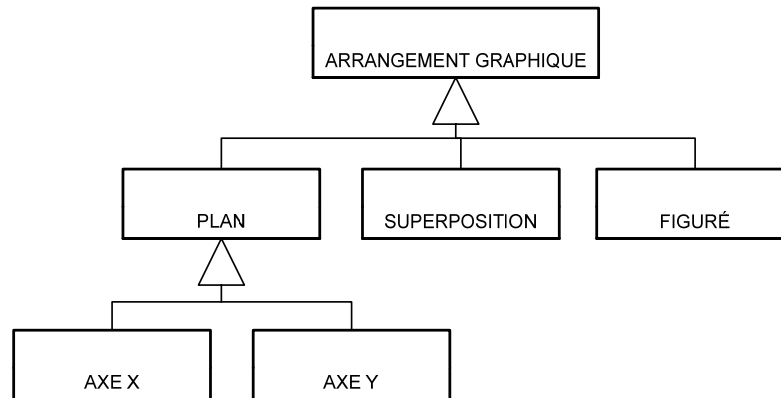 ARRANGEMENT GRAPHIQUE
PLAN
SUPERPOSITION
FIGURÉ
AXE X
AXE Y